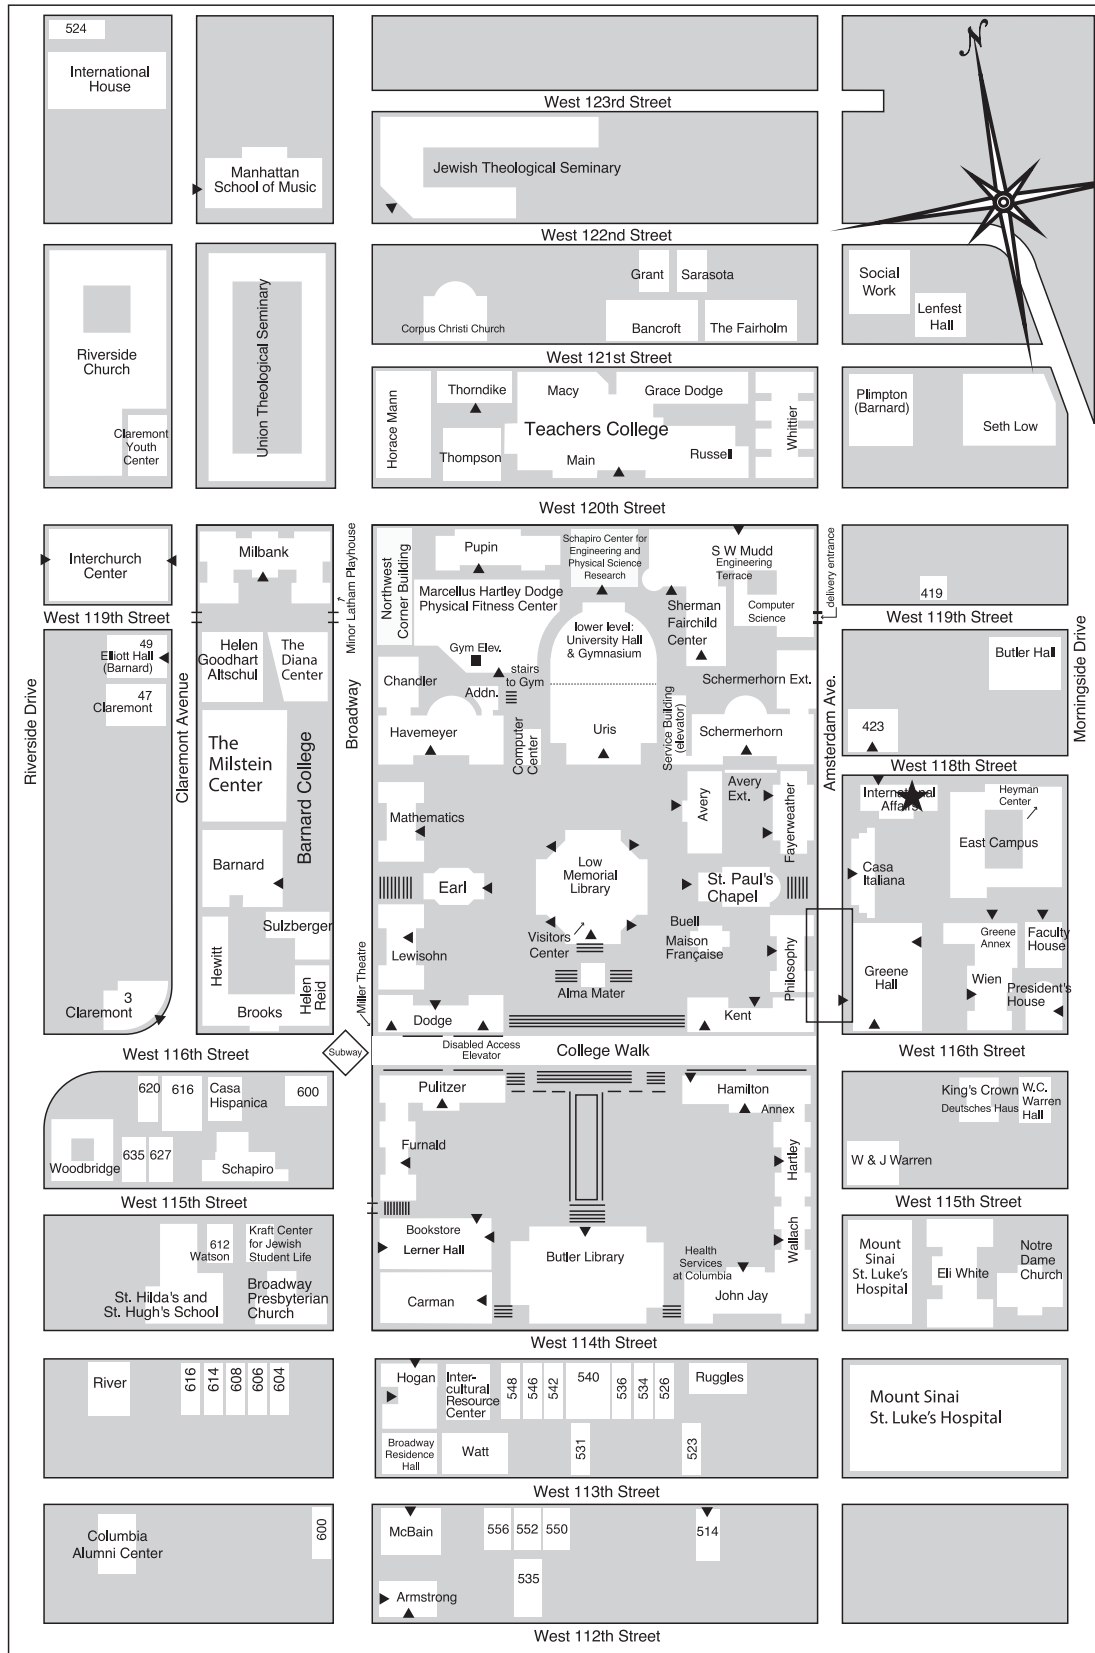 524
International
House
N
West 123rd Street
Manhattan
School of Music
Jewish Theological Seminary
West 122nd Street
Riverside
Church
Claremont
Youth
Center
Union Theological Seminary
Corpus Christi Church
Grant
Sarasota
Bancroft
The Fairholm
Social
Work
Lenfest
Hall
West 121st Street
Horace Mann
Thorndike
Thompson
Macy
Grace Dodge
Teachers College
Main
Russell
Whittier
Plimpton
(Barnard)
Seth Low
West 120th Street
Interchurch
Center
Milbank
Minor Latham Playhouse
Northwest
Corner Building
Pupin
Schapiro Center for
Engineering and
Physical Science
Research
S W Mudd
Engineering
Terrace
Computer
Science
delivery entrance
419
West 119th Street
West 119th Street
Marcellus Hartley Dodge
Physical Fitness Center
lower level:
University Hall
& Gymnasium
Sherman
Fairchild
Center
49
Elliott Hall
(Barnard)
47
Claremont
Helen
Goodhart
Altschul
The
Diana
Center
Gym Elev.
stairs
to Gym
Chandler
Addn.
Schermerhorn Ext.
Butler Hall
423
Riverside Drive
Claremont Avenue
Broadway
Amsterdam Ave.
Morningside Drive
The
Milstein
Center
Barnard College
Havemeyer
Computer
Center
Uris
Service Building
(elevator)
Schermerhorn
West 118th Street
International
Affairs
Heyman
Center
East Campus
Mathematics
Avery
Avery
Ext.
Fayerweather
Barnard
Earl
Low
Memorial
Library
St. Paul's
Chapel
Casa
Italiana
Sulzberger
Hewitt
Helen
Reid
Brooks
Lewisohn
Visitors
Center
Buell
Maison
Française
Philosophy
Greene
Annex
Faculty
House
Greene
Hall
Wien
President's
House
3
Claremont
Miller Theatre
Alma Mater
Dodge
Kent
Disabled Access
Elevator
West 116th Street
Subway
College Walk
West 116th Street
620
616
Casa
Hispanica
600
Woodbridge
635
627
Schapiro
Pulitzer
Furnald
Hamilton
Annex
Hartley
King's Crown
Deutsches Haus
W.C.
Warren
Hall
W & J Warren
West 115th Street
West 115th Street
612
Watson
Kraft Center
for Jewish
Student Life
St. Hilda's and
St. Hugh's School
Broadway
Presbyterian
Church
Bookstore
Lerner Hall
Carman
Butler Library
Health
Services
at Columbia
John Jay
Wallach
Mount
Sinai
St. Luke's
Hospital
Eli White
Notre
Dame
Church
West 114th Street
River
616
614
608
606
604
Hogan
Inter-
cultural
Resource
Center
548
546
542
540
536
534
526
Ruggles
Broadway
Residence
Hall
Watt
531
523
Mount Sinai
St. Luke's Hospital
West 113th Street
Columbia
Alumni Center
600
McBain
556
552
550
514
535
Armstrong
West 112th Street